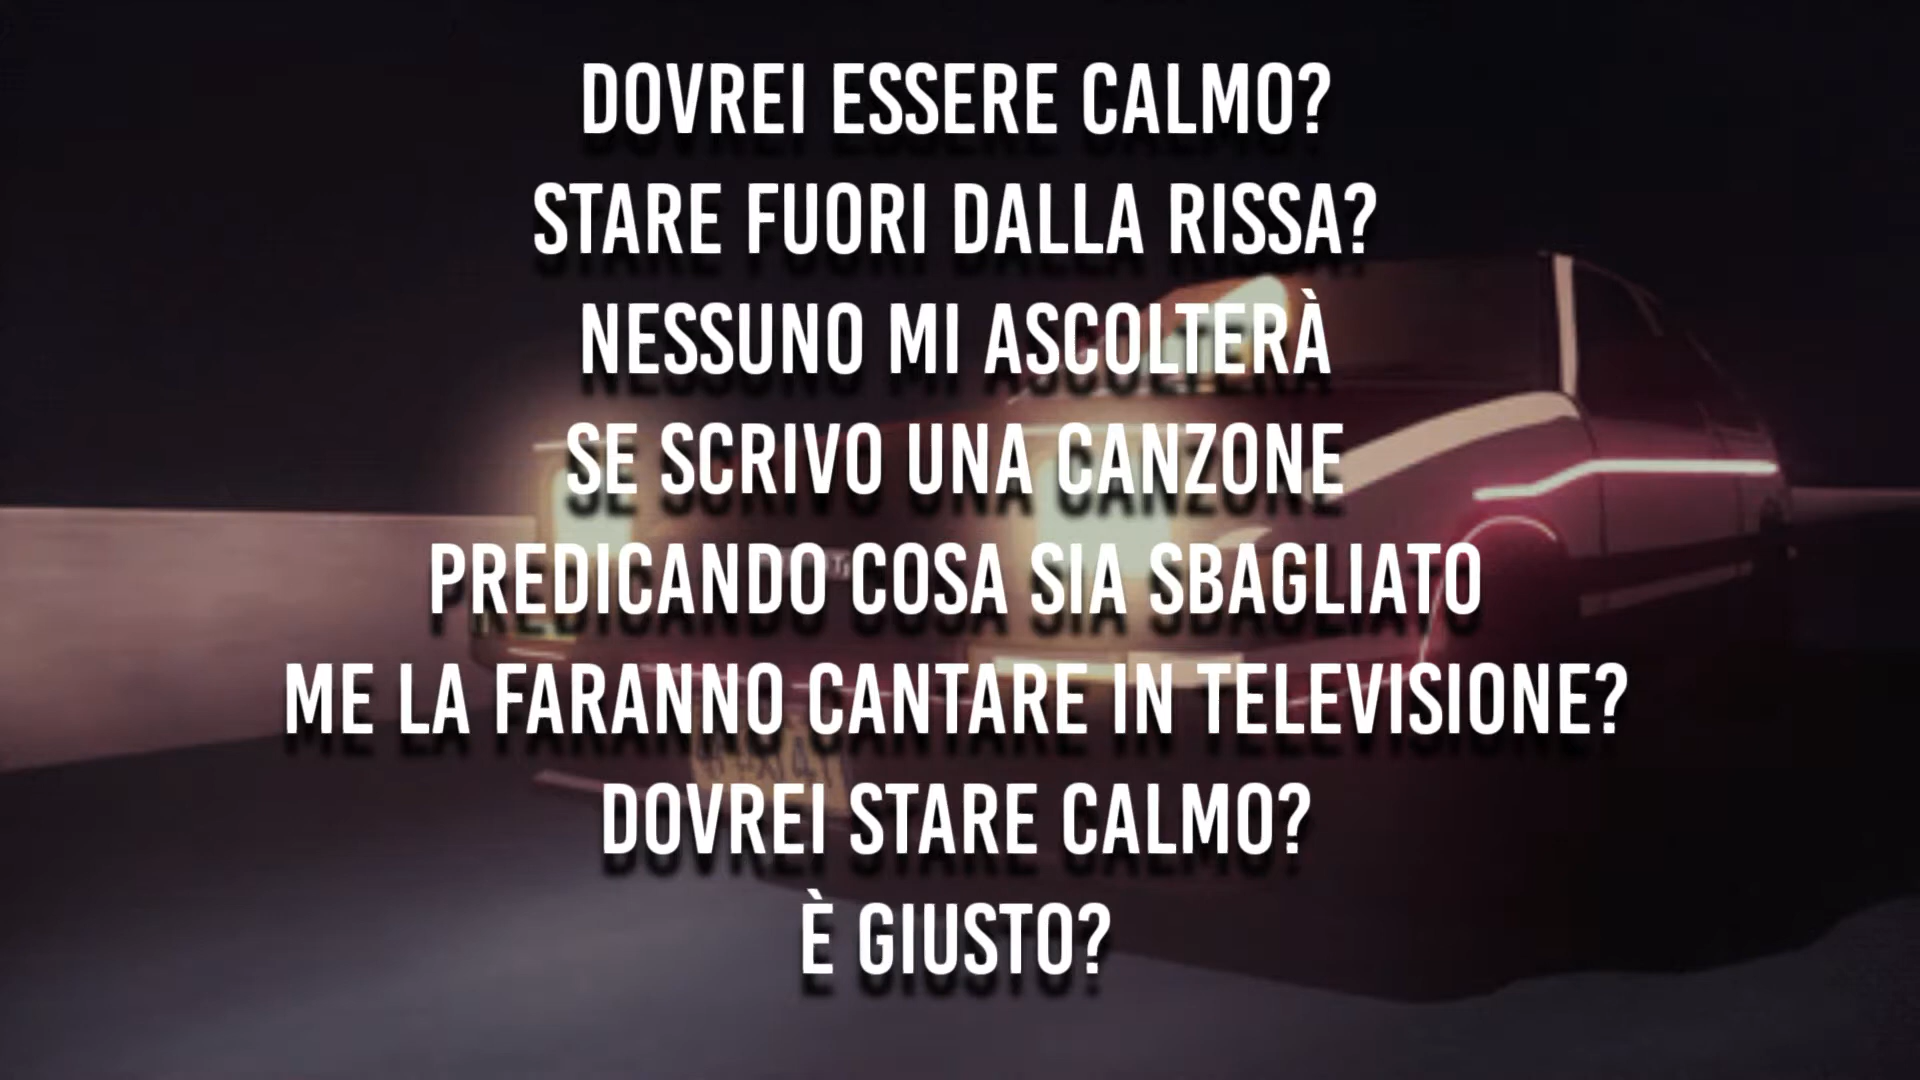 DOVREI ESSERE CALMO?
STARE FUORI DALLA RISSA?
NESSUNO MI ASCOLTERÀ
SE SCRIVO UNA CANZONE
PREDICANDO COSA SIA SBAGLIATO
ME LA FARANNO CANTARE IN TELEVISIONE?
DOVREI STARE CALMO?
È GIUSTO?